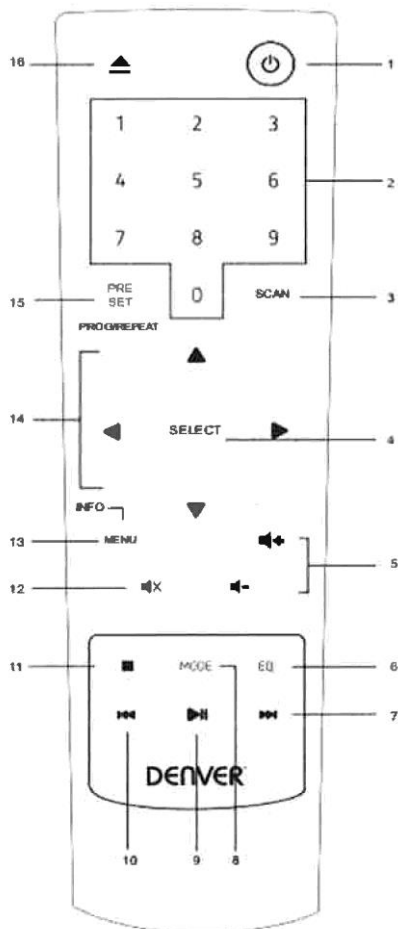 16 1
1 2 3
4 5 6 2
7 8 9
15 PRE SET 0 SCAN 3
PROG/REPEAT
14 SELECT 4
INFO
13 MENU
5
12
11 MODE EQ 6
7
DENVER
10 9 8